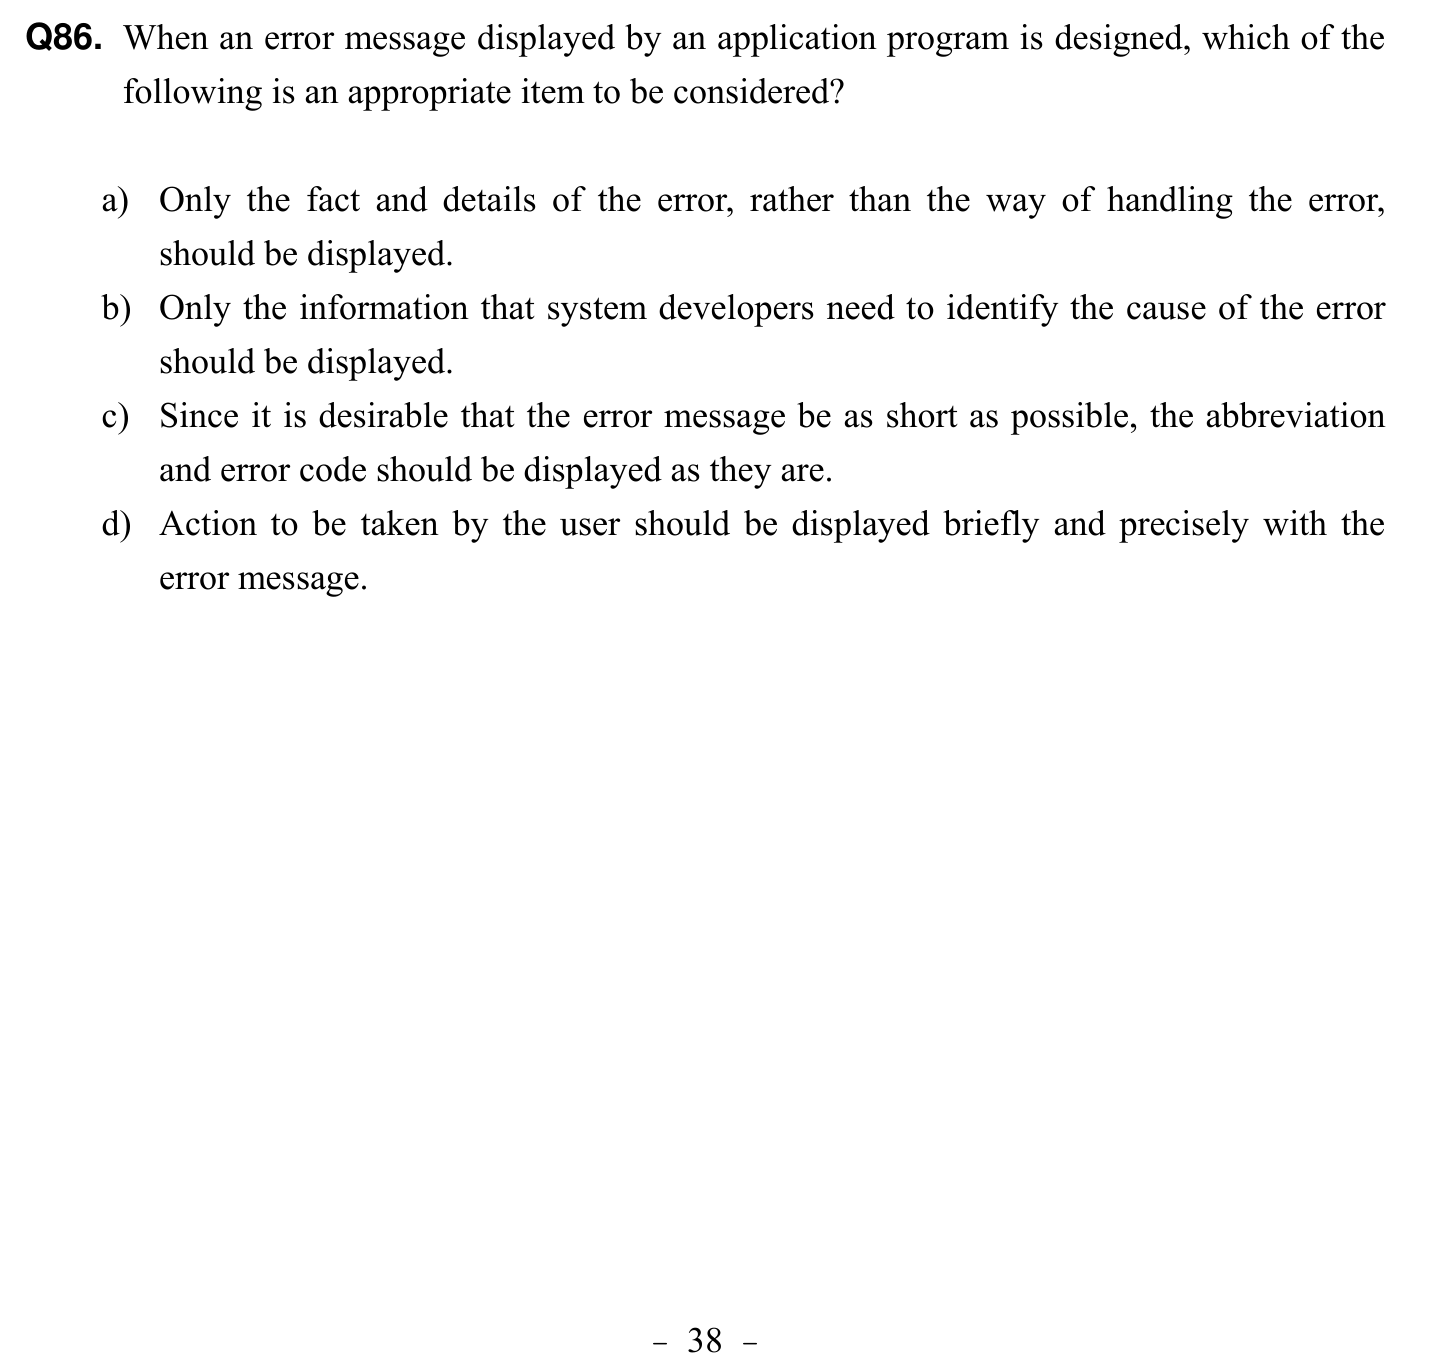 Q86. When an error message displayed by an application program is designed, which of the
following is an appropriate item to be considered?
a) Only the fact and details of the error, rather than the way of handling the error,
should be displayed.
b) Only the information that system developers need to identify the cause of the error
should be displayed.
c) Since it is desirable that the error message be as short as possible, the abbreviation
and error code should be displayed as they are.
d) Action to be taken by the user should be displayed briefly and precisely with the
error message.
– 38 –